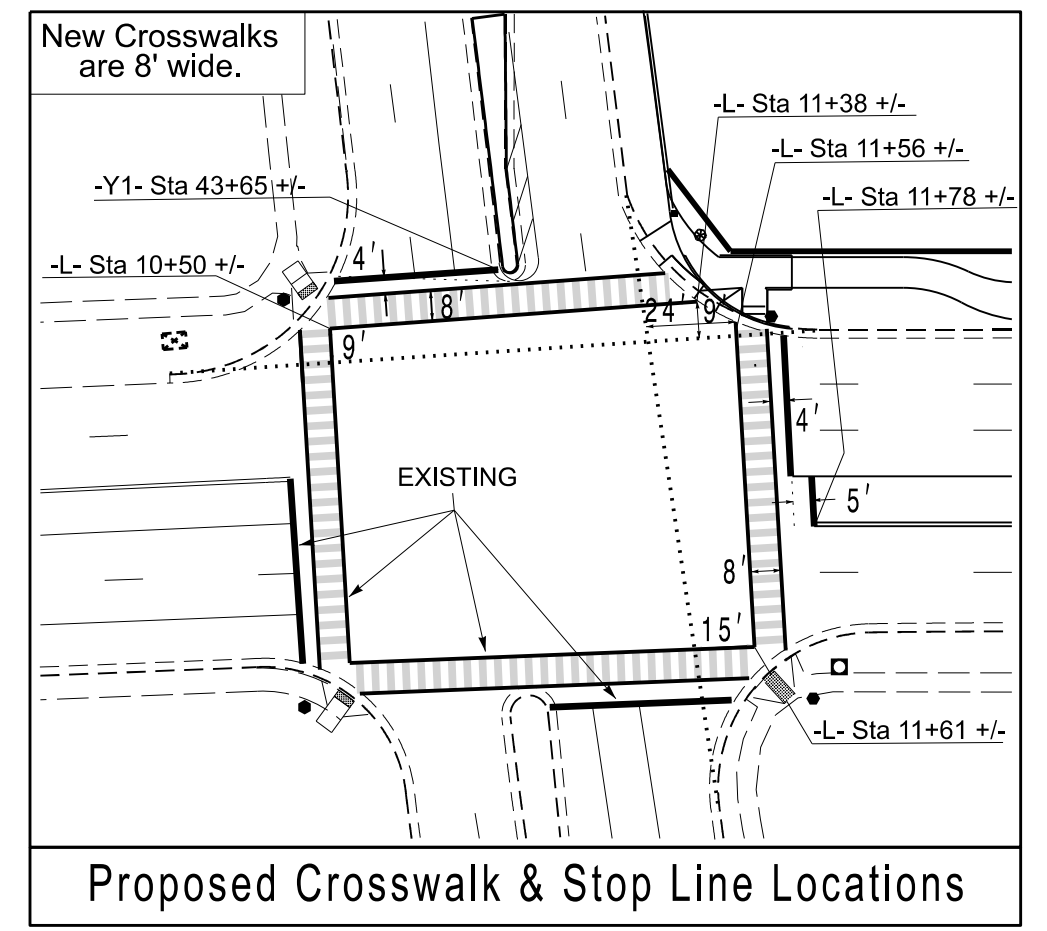 New Crosswalks
are 8' wide.
-L- Sta 11+38 +/-
-L- Sta 11+56 +/-
-Y1- Sta 43+65 +/-
-L- Sta 11+78 +/-
-L- Sta 10+50 +/-
4'
8'
24'
9'
9'
4'
EXISTING
5'
8'
15'
-L- Sta 11+61 +/-
Proposed Crosswalk & Stop Line Locations